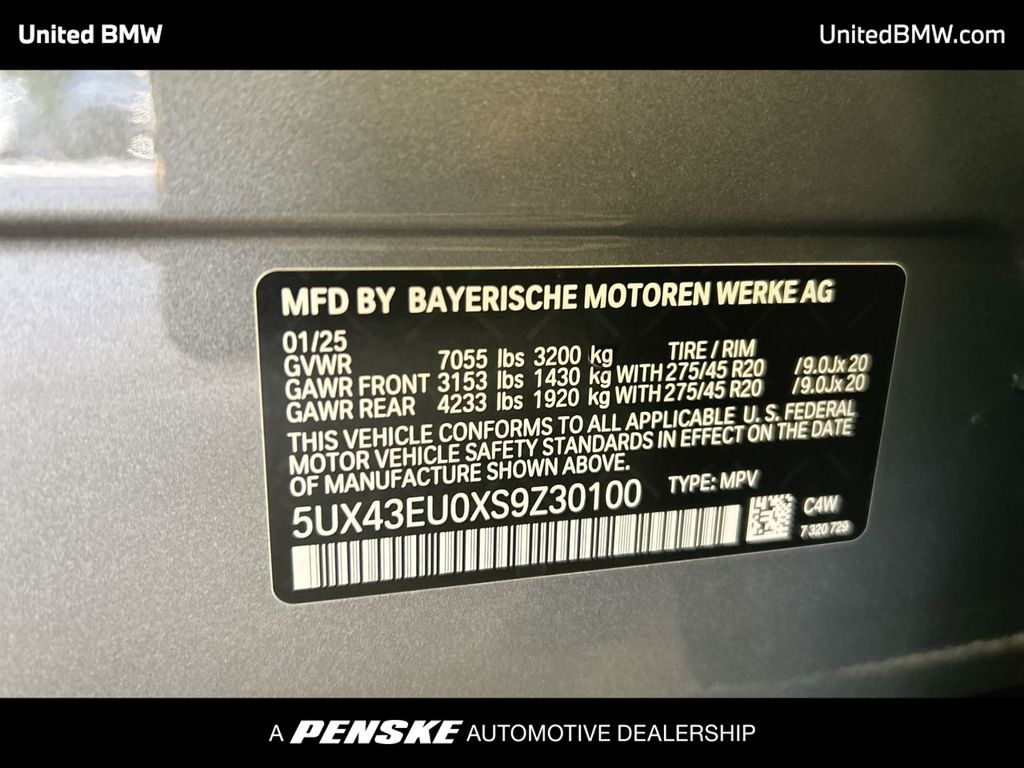 United BMW
UnitedBMW.com
MFD BY BAYERISCHE MOTOREN WERKE AG
01/25
GVWR 7055 lbs 3200 kg TIRE / RIM
GAWR FRONT 3153 lbs 1430 kg WITH 275/45 R20 /9.0Jx20
GAWR REAR 4233 lbs 1920 kg WITH 275/45 R20 /9.0Jx20
THIS VEHICLE CONFORMS TO ALL APPLICABLE U. S. FEDERAL
MOTOR VEHICLE SAFETY STANDARDS IN EFFECT ON THE DATE
OF MANUFACTURE SHOWN ABOVE.
5UX43EU0XS9Z30100 TYPE: MPV
C4W
7 320 729
A PENSKE AUTOMOTIVE DEALERSHIP